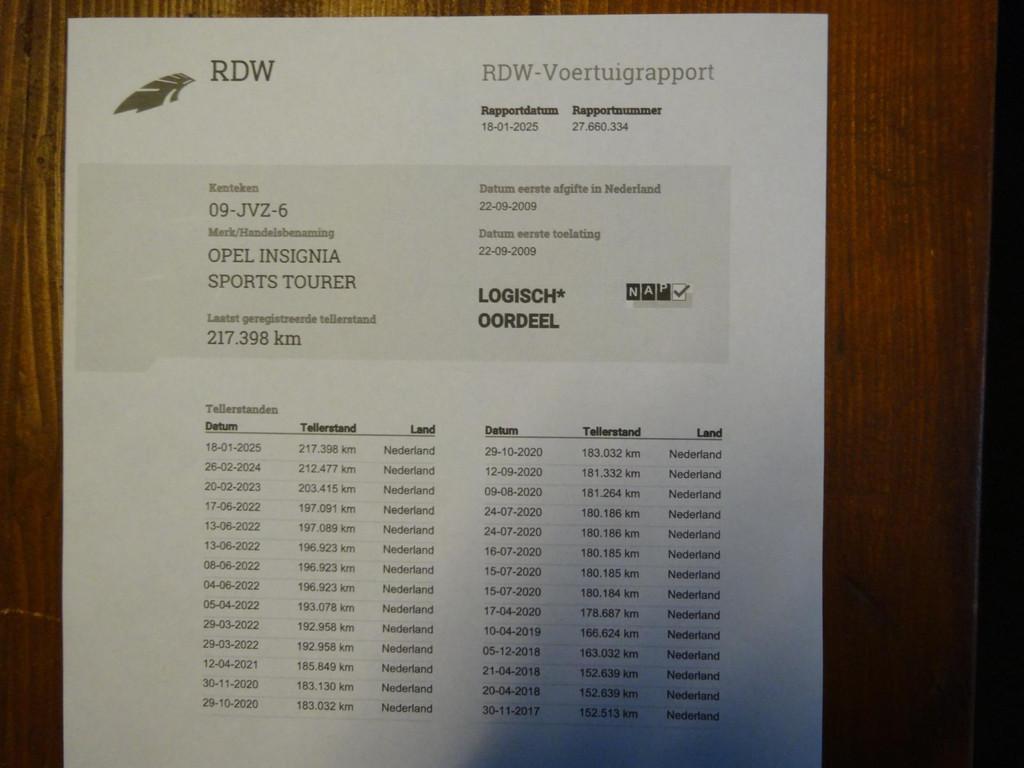 RDW
RDW-Voertuigrapport
Rapportdatum Rapportnummer
18-01-2025 27.660.334
Kenteken
09-JVZ-6
Merk/Handelsbenaming
OPEL INSIGNIA
SPORTS TOURER
Laatst geregistreerde tellerstand
217.398 km
Datum eerste afgifte in Nederland
22-09-2009
Datum eerste toelating
22-09-2009
LOGISCH*
OORDEEL
NAP
Tellerstanden
Datum Tellerstand Land
18-01-2025 217.398 km Nederland
26-02-2024 212.477 km Nederland
20-02-2023 203.415 km Nederland
17-06-2022 197.091 km Nederland
13-06-2022 197.089 km Nederland
13-06-2022 196.923 km Nederland
08-06-2022 196.923 km Nederland
04-06-2022 196.923 km Nederland
05-04-2022 193.078 km Nederland
29-03-2022 192.958 km Nederland
29-03-2022 192.958 km Nederland
12-04-2021 185.849 km Nederland
30-11-2020 183.130 km Nederland
29-10-2020 183.032 km Nederland
Datum Tellerstand Land
29-10-2020 183.032 km Nederland
12-09-2020 181.332 km Nederland
09-08-2020 181.264 km Nederland
24-07-2020 180.186 km Nederland
24-07-2020 180.186 km Nederland
16-07-2020 180.185 km Nederland
15-07-2020 180.185 km Nederland
15-07-2020 180.184 km Nederland
17-04-2020 178.687 km Nederland
10-04-2019 166.624 km Nederland
05-12-2018 163.032 km Nederland
21-04-2018 152.639 km Nederland
20-04-2018 152.639 km Nederland
30-11-2017 152.513 km Nederland